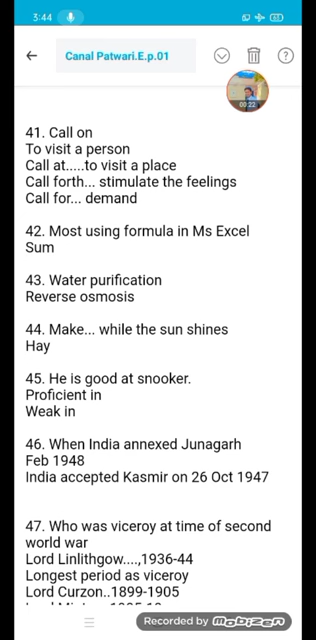 3:44
Canal Patwari.E.p.01
00:22
41. Call on
To visit a person
Call at.....to visit a place
Call forth... stimulate the feelings
Call for... demand
42. Most using formula in Ms Excel
Sum
43. Water purification
Reverse osmosis
44. Make... while the sun shines
Hay
45. He is good at snooker.
Proficient in
Weak in
46. When India annexed Junagarh
Feb 1948
India accepted Kasmir on 26 Oct 1947
47. Who was viceroy at time of second
world war
Lord Linlithgow....,1936-44
Longest period as viceroy
Lord Curzon..1899-1905
Recorded by mobizen